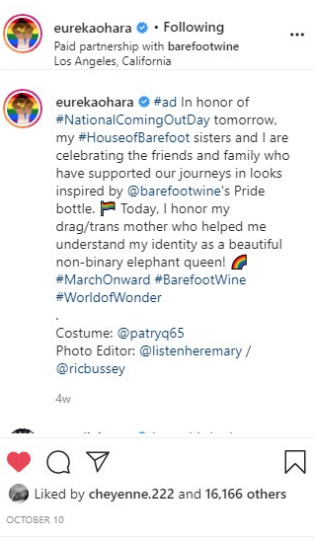 eurekaohara • Following
Paid partnership with barefootwine
Los Angeles, California
eurekaohara #ad In honor of
#NationalComingOutDay tomorrow,
my #HouseofBarefoot sisters and I are
celebrating the friends and family who
have supported our journeys in looks
inspired by @barefootwine's Pride
bottle. Today, I honor my
drag/trans mother who helped me
understand my identity as a beautiful
non-binary elephant queen!
#MarchOnward #BarefootWine
#WorldofWonder
.
Costume: @patryq65
Photo Editor: @listenheremary /
@ricbussey
4w
Liked by cheyenne.222 and 16,166 others
OCTOBER 10